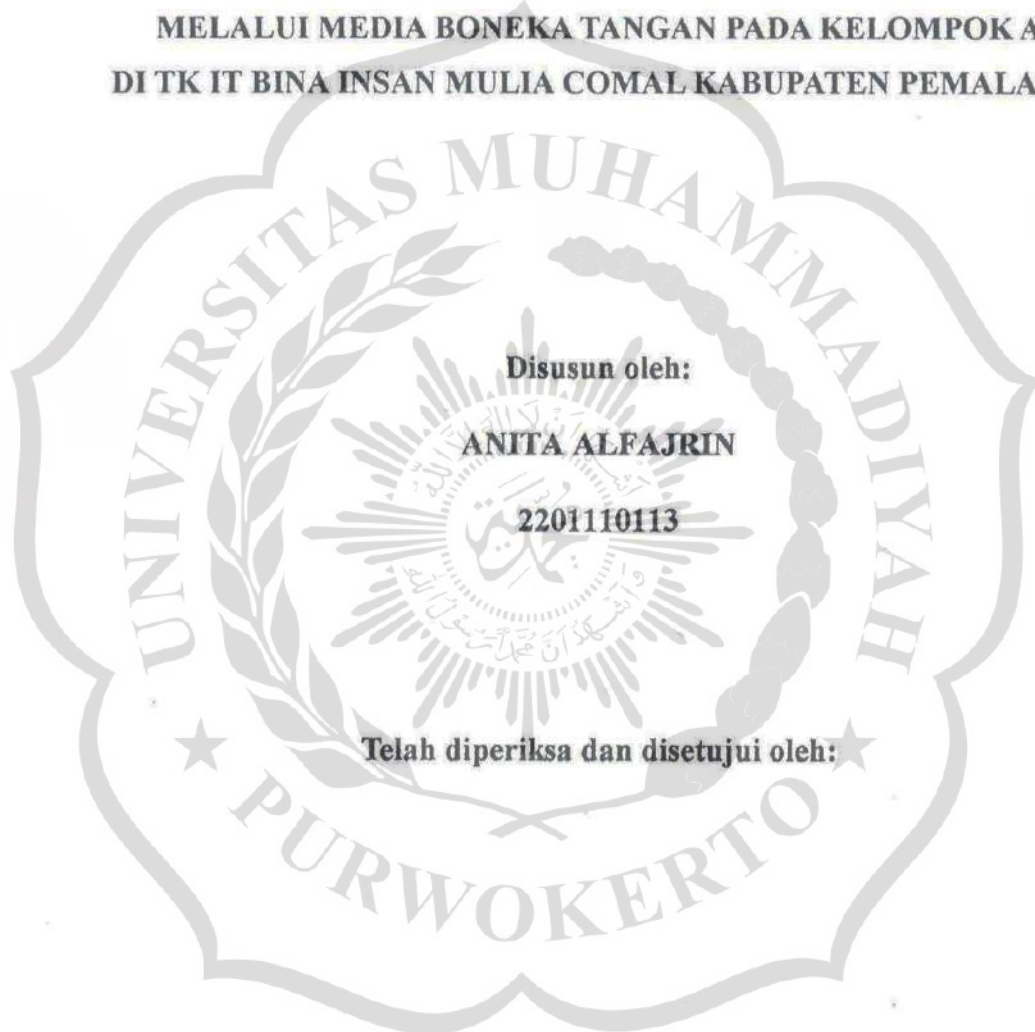 MELALUI MEDIA BONEKA TANGAN PADA KELOMPOK A
DI TK IT BINA INSAN MULIA COMAL KABUPATEN PEMALA
UNIVERSITAS MUHAMMADIYAH
Disusun oleh:
ANITA ALFAJRIN
2201110113
Telah diperiksa dan disetujui oleh:
PURWOKERTO